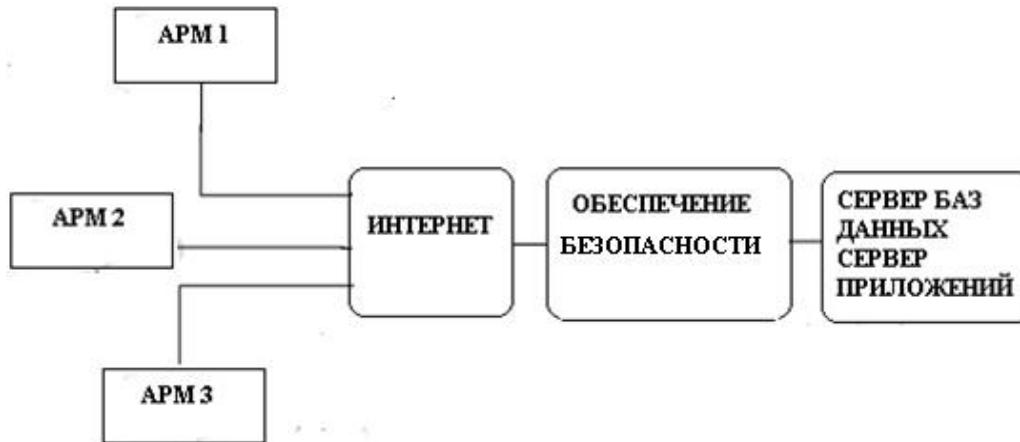 АРМ 1
АРМ 2
АРМ 3
ИНТЕРНЕТ
ОБЕСПЕЧЕНИЕ
БЕЗОПАСНОСТИ
СЕРВЕР БАЗ
ДАННЫХ
СЕРВЕР
ПРИЛОЖЕНИЙ